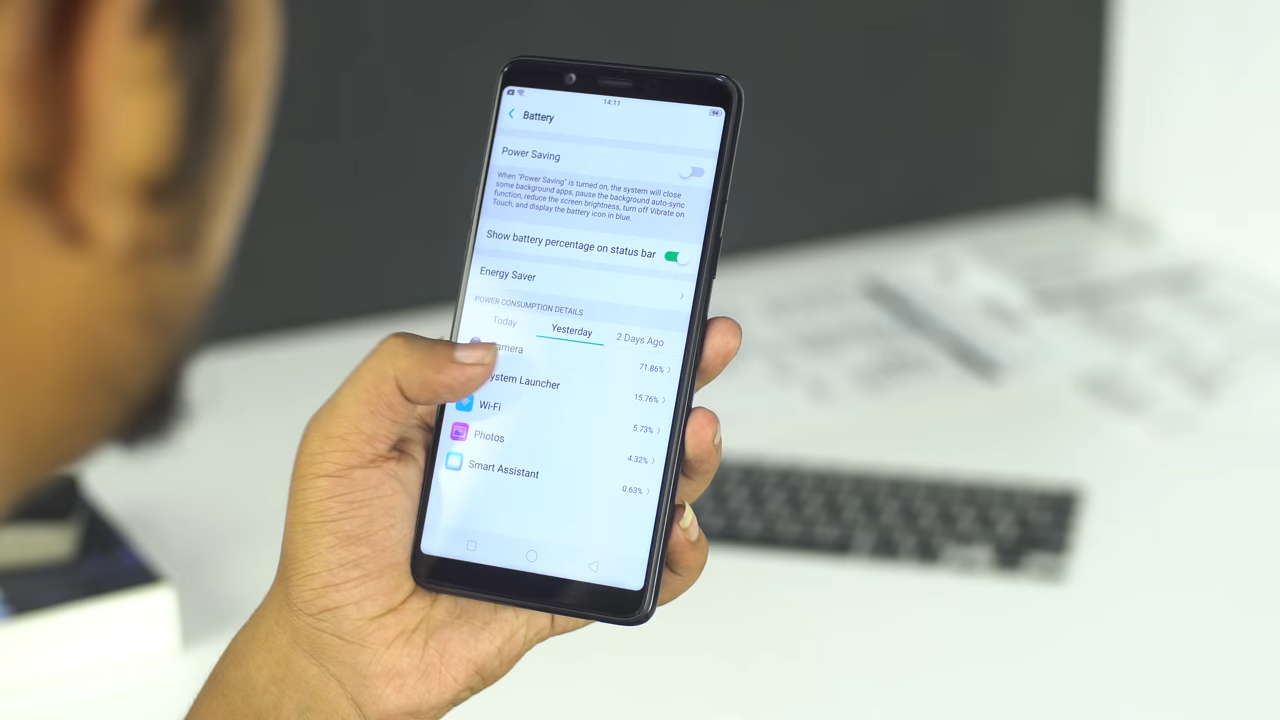 14:11
94
Battery
Power Saving
When "Power Saving" is turned on, the system will close
some background apps, pause the background auto-sync
function, reduce the screen brightness, turn off Vibrate on
Touch, and display the battery icon in blue.
Show battery percentage on status bar
Energy Saver
POWER CONSUMPTION DETAILS
Today Yesterday 2 Days Ago
amera 71.86%
ystem Launcher 15.76%
Wi-Fi 5.73%
Photos 4.32%
Smart Assistant 0.63%